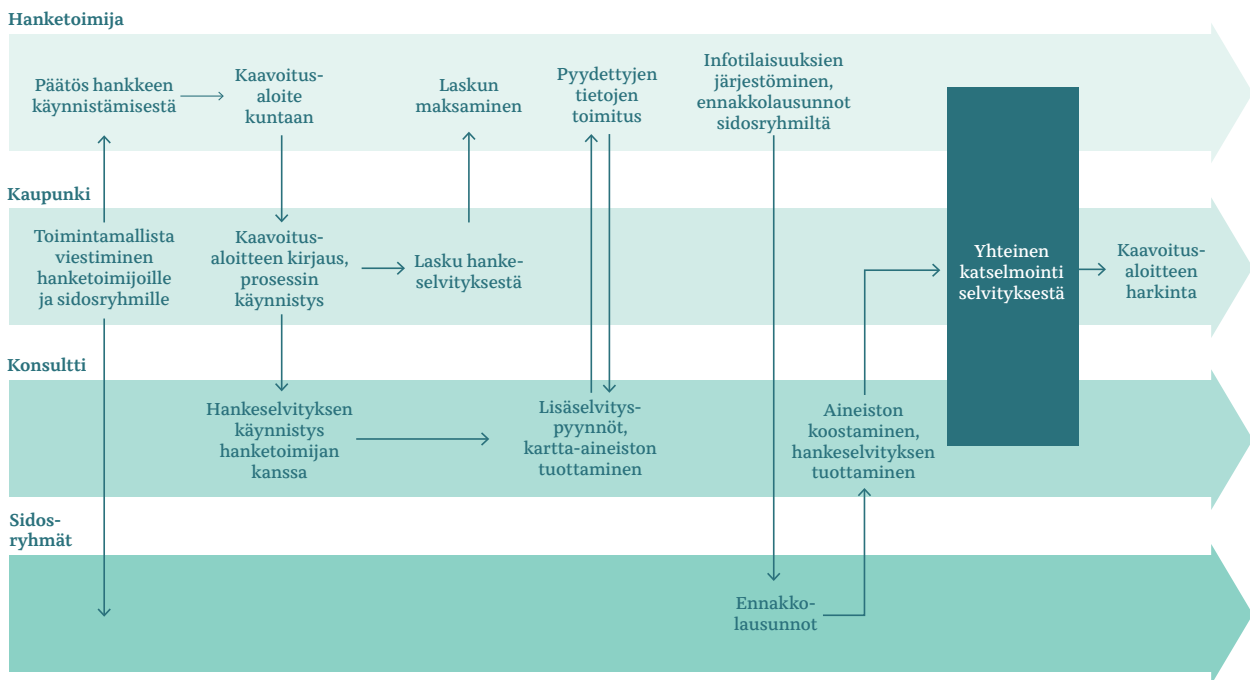 Hanketoimija
Päätös hankkeen
käynnistämisestä
Kaavoitus-
aloite
kuntaan
Laskun
maksaminen
Pyydettyjen
tietojen
toimitus
Infotilaisuuksien
järjestöminen,
ennakkolausunnot
sidosryhmiltä
Kaupunki
Toimintamallista
viestiminen
hanketoimijoille
ja sidosryhmille
Kaavoitus-
aloitteen kirjaus,
prosessin
käynnistys
Lasku hanke-
selvityksestä
Yhteinen
katselmointi
selvityksestä
Kaavoitus-
aloitteen
harkinta
Konsultti
Hankeselvityksen
käynnistys
hanketoimijan
kanssa
Lisäselvitys-
pyynnöt,
kartta-aineiston
tuottaminen
Aineiston
koostaminen,
hankeselvityksen
tuottaminen
Sidos-
ryhmät
Ennakko-
lausunnot